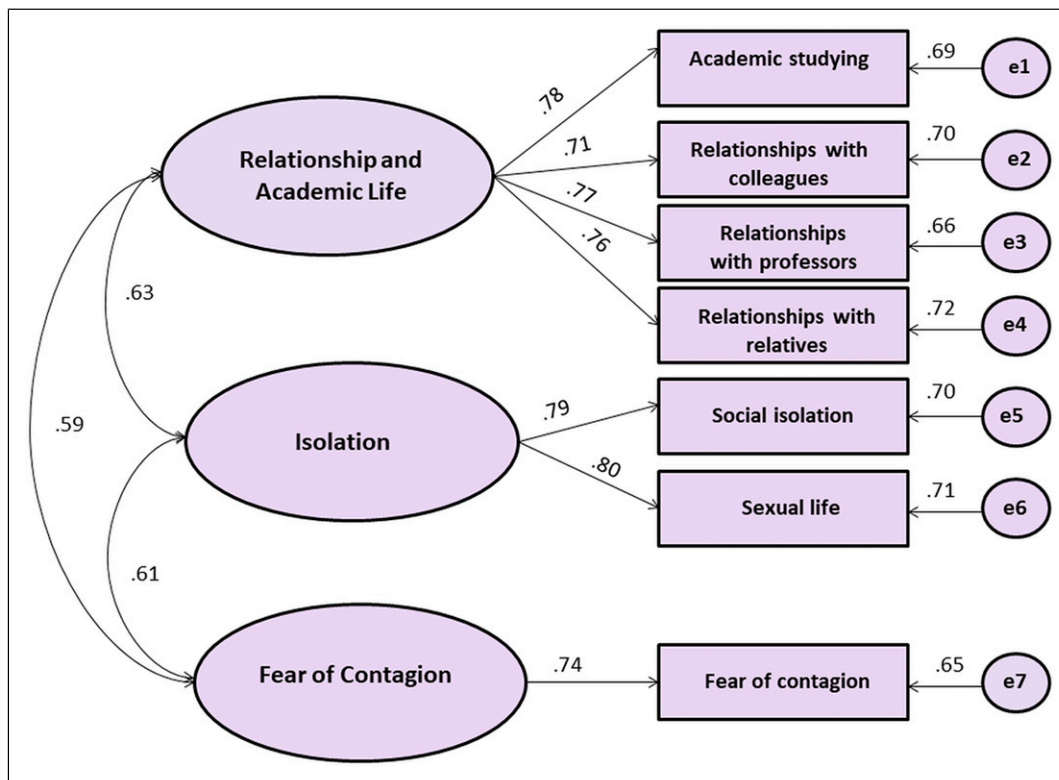 Academic studying
.69
e1
.78
Relationship and
Academic Life
.71
Relationships with
colleagues
.70
e2
.77
Relationships
with professors
.66
e3
.76
Relationships with
relatives
.72
e4
.63
.59
Isolation
.79
Social isolation
.70
e5
.80
Sexual life
.71
e6
.61
Fear of Contagion
.74
Fear of contagion
.65
e7